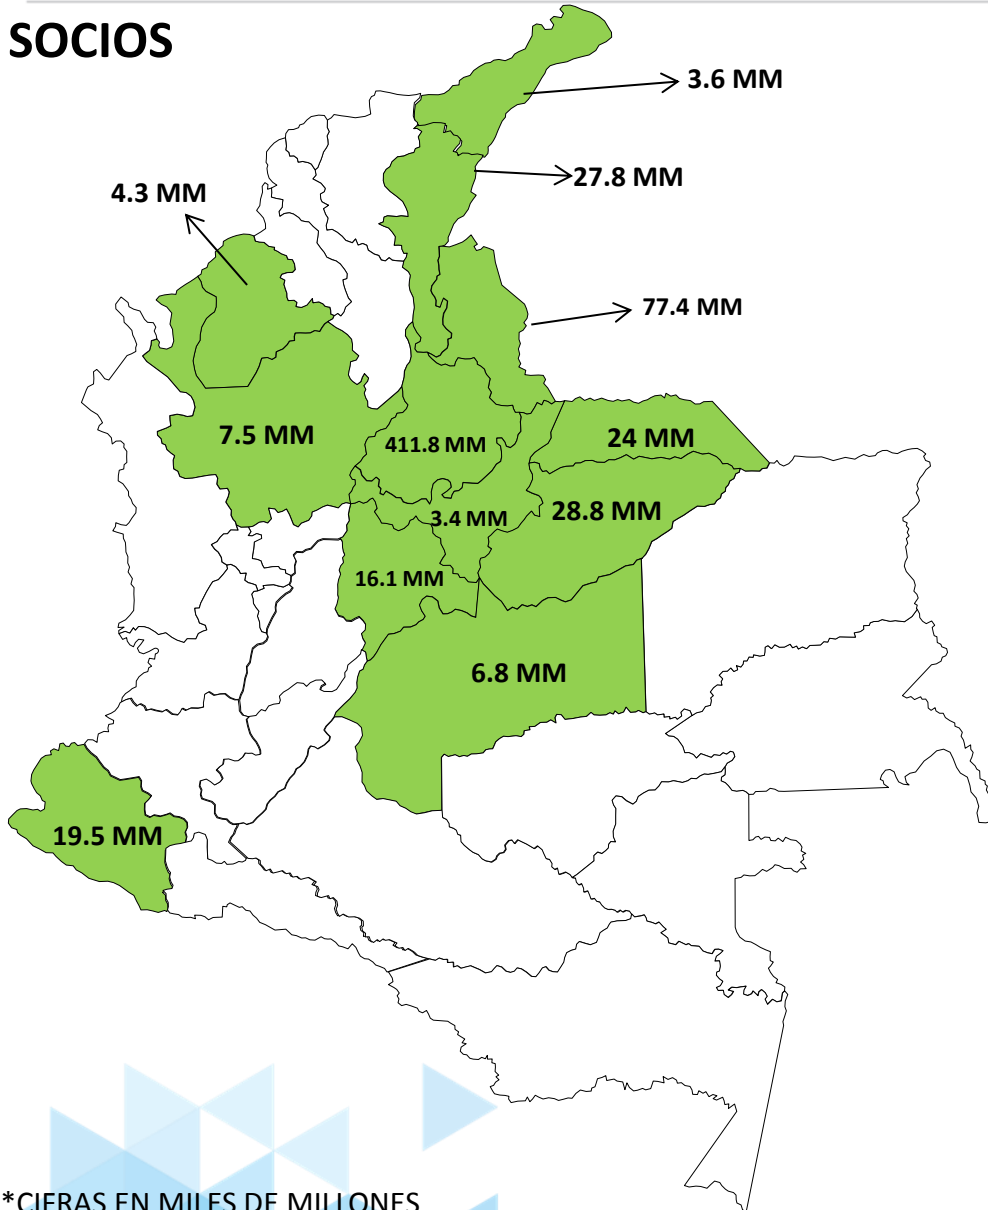 SOCIOS
3.6 MM
27.8 MM
4.3 MM
77.4 MM
7.5 MM
411.8 MM
24 MM
28.8 MM
3.4 MM
16.1 MM
6.8 MM
19.5 MM
*CIFRAS EN MILES DE MILLONES